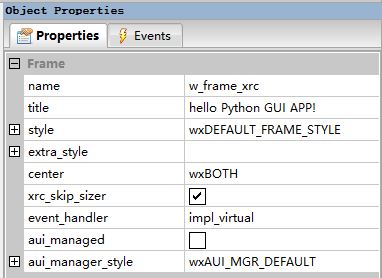 Object Properties
Properties Events
Frame
name w_frame_xrc
title hello Python GUI APP!
style wxDEFAULT_FRAME_STYLE
extra_style
center wxBOTH
xrc_skip_sizer
event_handler impl_virtual
aui_managed
aui_manager_style wxAUI_MGR_DEFAULT